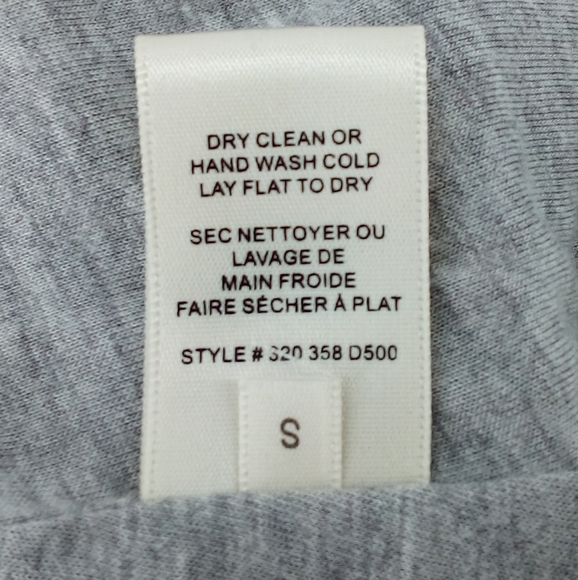 DRY CLEAN OR
HAND WASH COLD
LAY FLAT TO DRY
SEC NETTOYER OU
LAVAGE DE
MAIN FROIDE
FAIRE SÉCHER À PLAT
STYLE # S20 358 D500
S